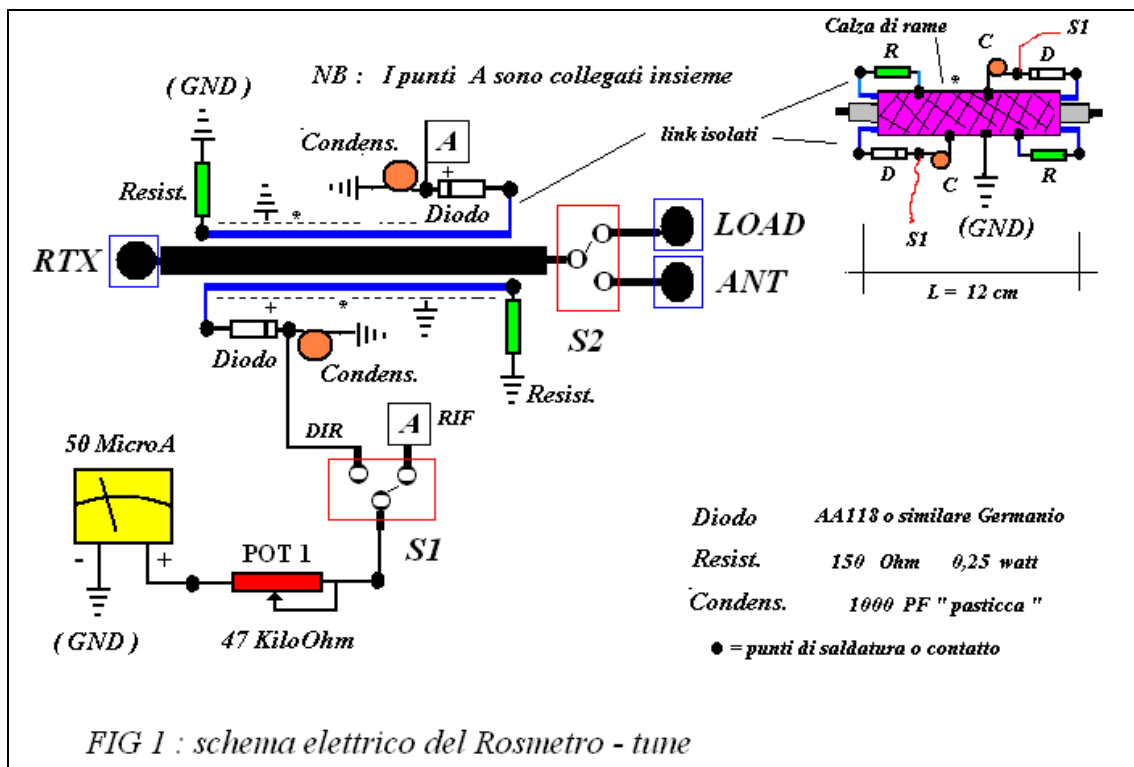 Calza di rame
S1
R
C
D
*
NB : I punti A sono collegati insieme
( GND )
Condens.
A
+
link isolati
Resist.
*
Diodo
D
C
R
S1
(GND)
L = 12 cm
RTX
LOAD
ANT
S2
+
*
Diodo
Condens.
Resist.
DIR
A
RIF
50 MicroA
-
+
POT 1
S1
( GND )
47 KiloOhm
Diodo AA118 o similare Germanio
Resist. 150 Ohm 0,25 watt
Condens. 1000 PF " pasticca "
● = punti di saldatura o contatto
FIG 1 : schema elettrico del Rosmetro - tune